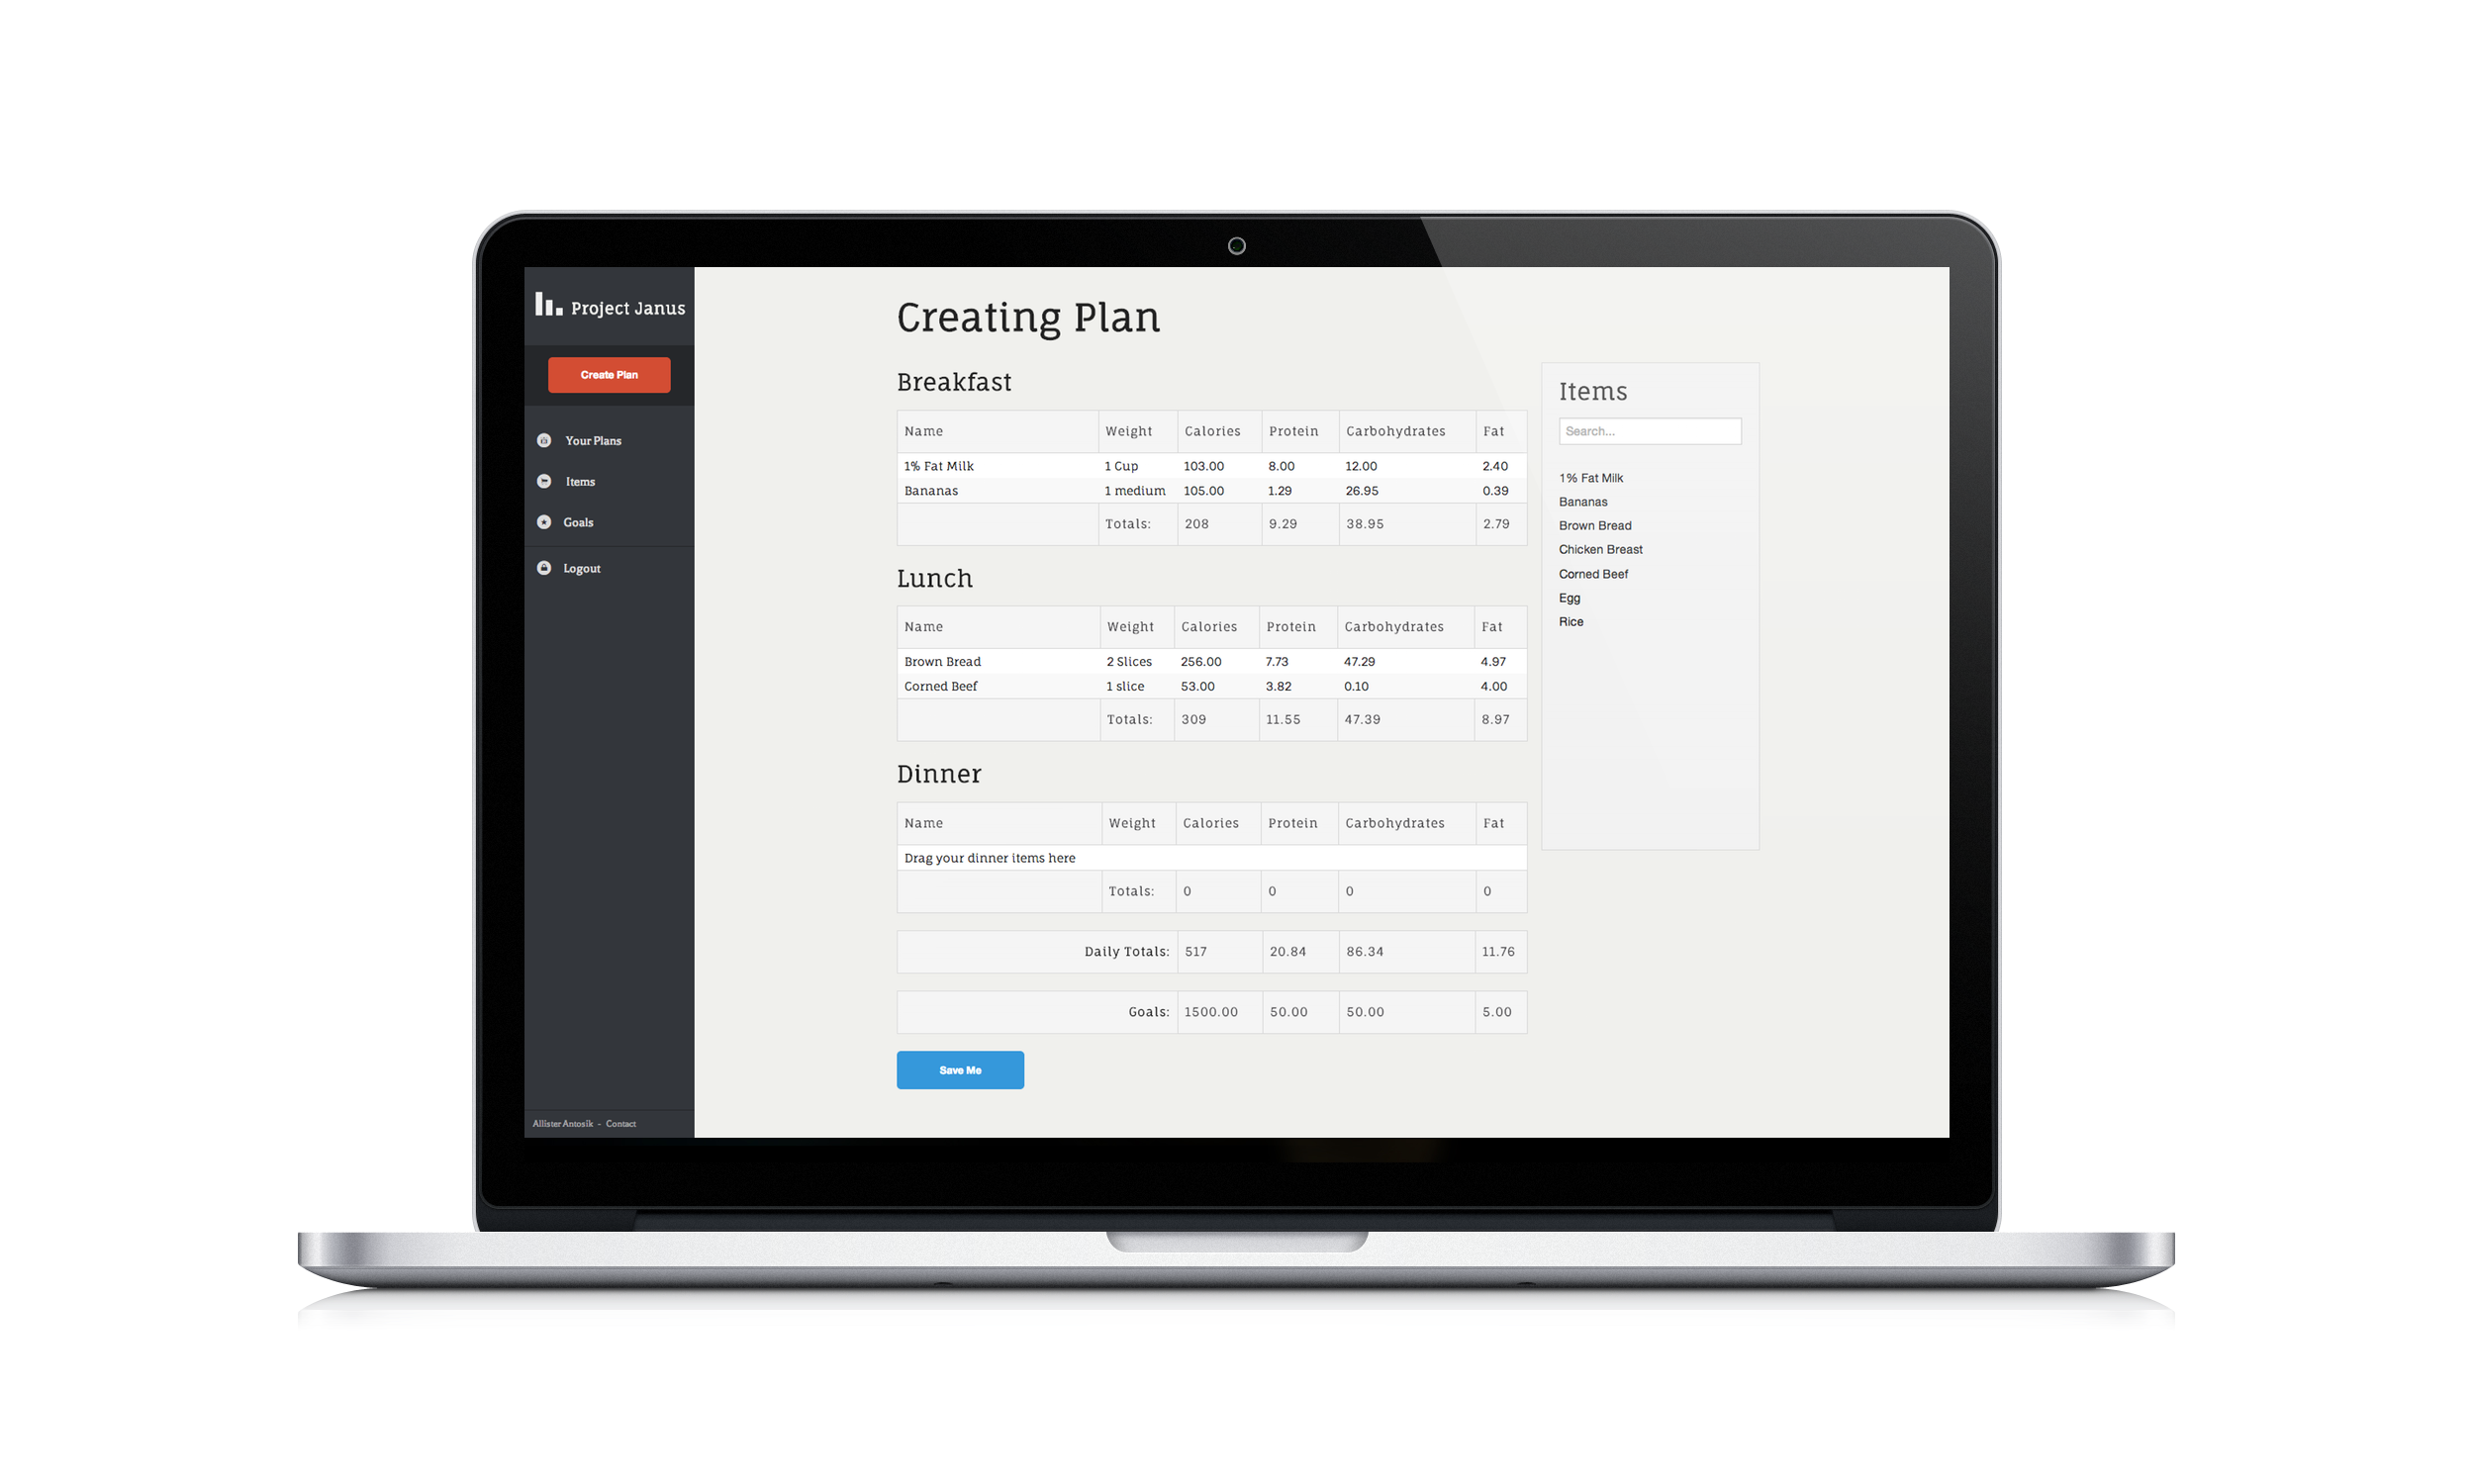 Project Janus
Create Plan
Your Plans
Items
Goals
Logout
Allister Antosik - Contact
Creating Plan
Breakfast
Name Weight Calories Protein Carbohydrates Fat
1% Fat Milk 1 Cup 103.00 8.00 12.00 2.40
Bananas 1 medium 105.00 1.29 26.95 0.39
Totals: 208 9.29 38.95 2.79
Lunch
Name Weight Calories Protein Carbohydrates Fat
Brown Bread 2 Slices 256.00 7.73 47.29 4.97
Corned Beef 1 slice 53.00 3.82 0.10 4.00
Totals: 309 11.55 47.39 8.97
Dinner
Name Weight Calories Protein Carbohydrates Fat
Drag your dinner items here
Totals: 0 0 0 0
Daily Totals: 517 20.84 86.34 11.76
Goals: 1500.00 50.00 50.00 5.00
Save Me
Items
Search...
1% Fat Milk
Bananas
Brown Bread
Chicken Breast
Corned Beef
Egg
Rice